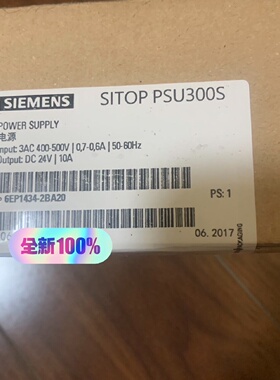 SIEMENS
SITOP PSU300S
POWER SUPPLY
电源
Input: 3AC 400-500V | 0,7-0,6A | 50-60Hz
Output: DC 24V | 10A
6EP1434-2BA20
PS: 1
06. 2017
PACKAGING
全新100%